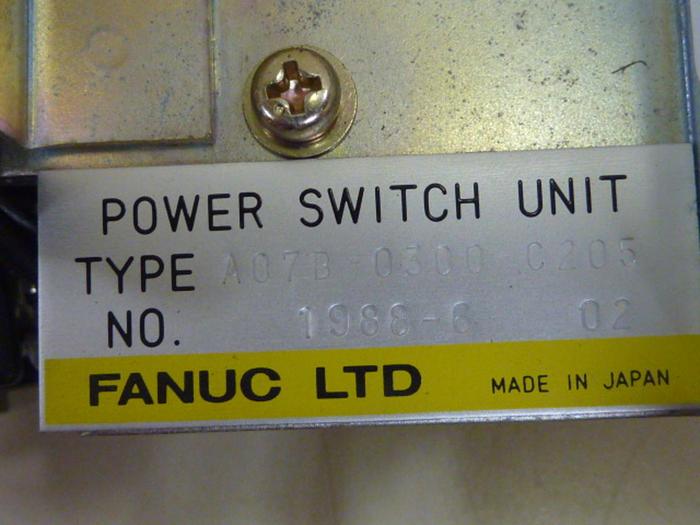 POWER SWITCH UNIT
TYPE A07B-0300 C205
NO. 1988-6 02
FANUC LTD MADE IN JAPAN